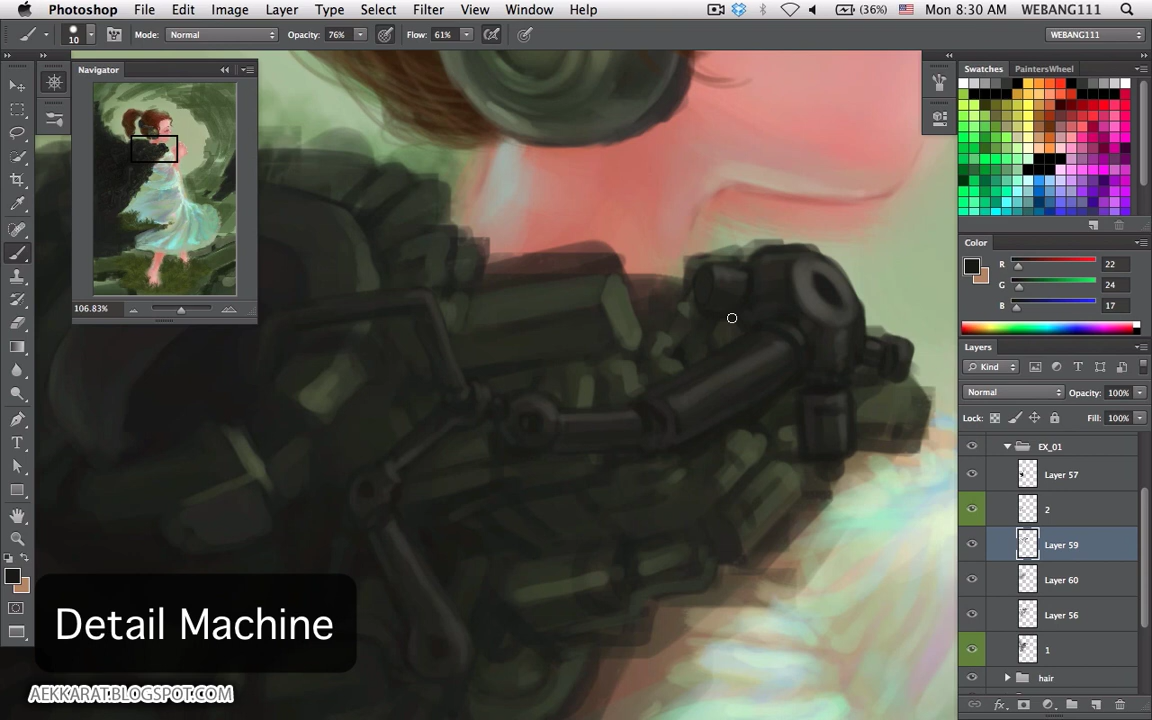 Photoshop File Edit Image Layer Type Select Filter View Window Help (36%) Mon 8:30 AM WEBANG111
10 Mode: Normal Opacity: 76% Flow: 61% WEBANG111
Navigator
106.83%
Swatches PaintersWheel
Color
R 22
G 24
B 17
Layers
Kind
Normal Opacity: 100%
Lock: Fill: 100%
EX_01
Layer 57
2
Layer 59
Layer 60
Layer 56
1
hair
fx
Detail Machine
AEKKARAT.BLOGSPOT.COM